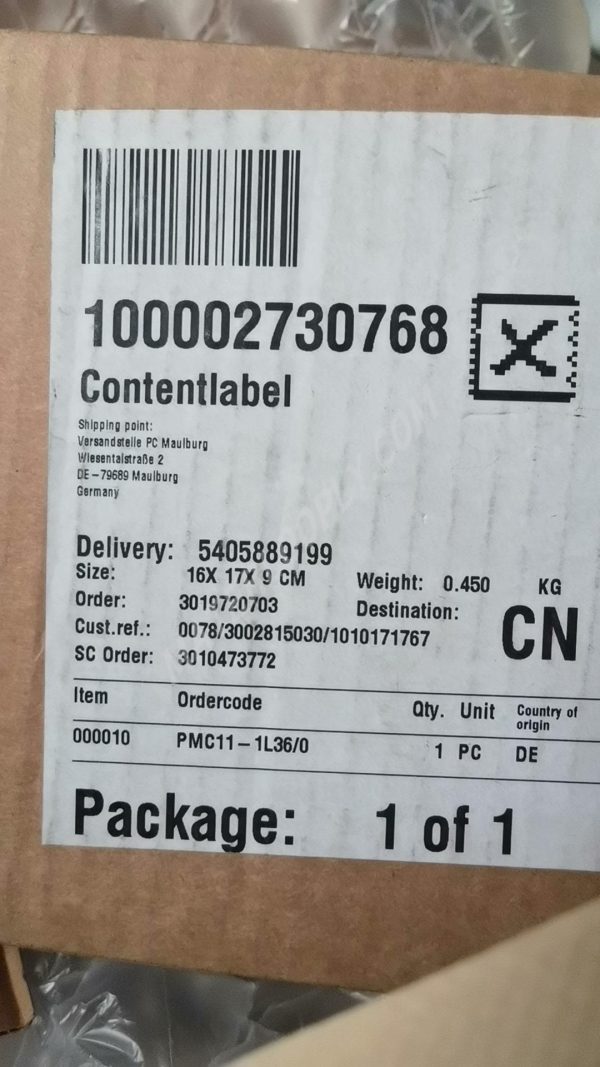 100002730768
Contentlabel
Shipping point:
Versandstelle PC Maulburg
Wiesentalstraße 2
DE-79689 Maulburg
Germany
Delivery: 5405889199
Size: 16X 17X 9 CM Weight: 0.450 KG
Order: 3019720703 Destination: CN
Cust.ref.: 0078/3002815030/1010171767
SC Order: 3010473772
Item Ordercode Qty. Unit Country of origin
000010 PMC11-1L36/0 1 PC DE
Package: 1 of 1